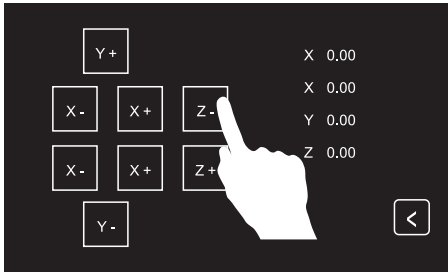 Y +
X - X + Z -
X - X + Z +
Y -
X 0.00
X 0.00
Y 0.00
Z 0.00
<